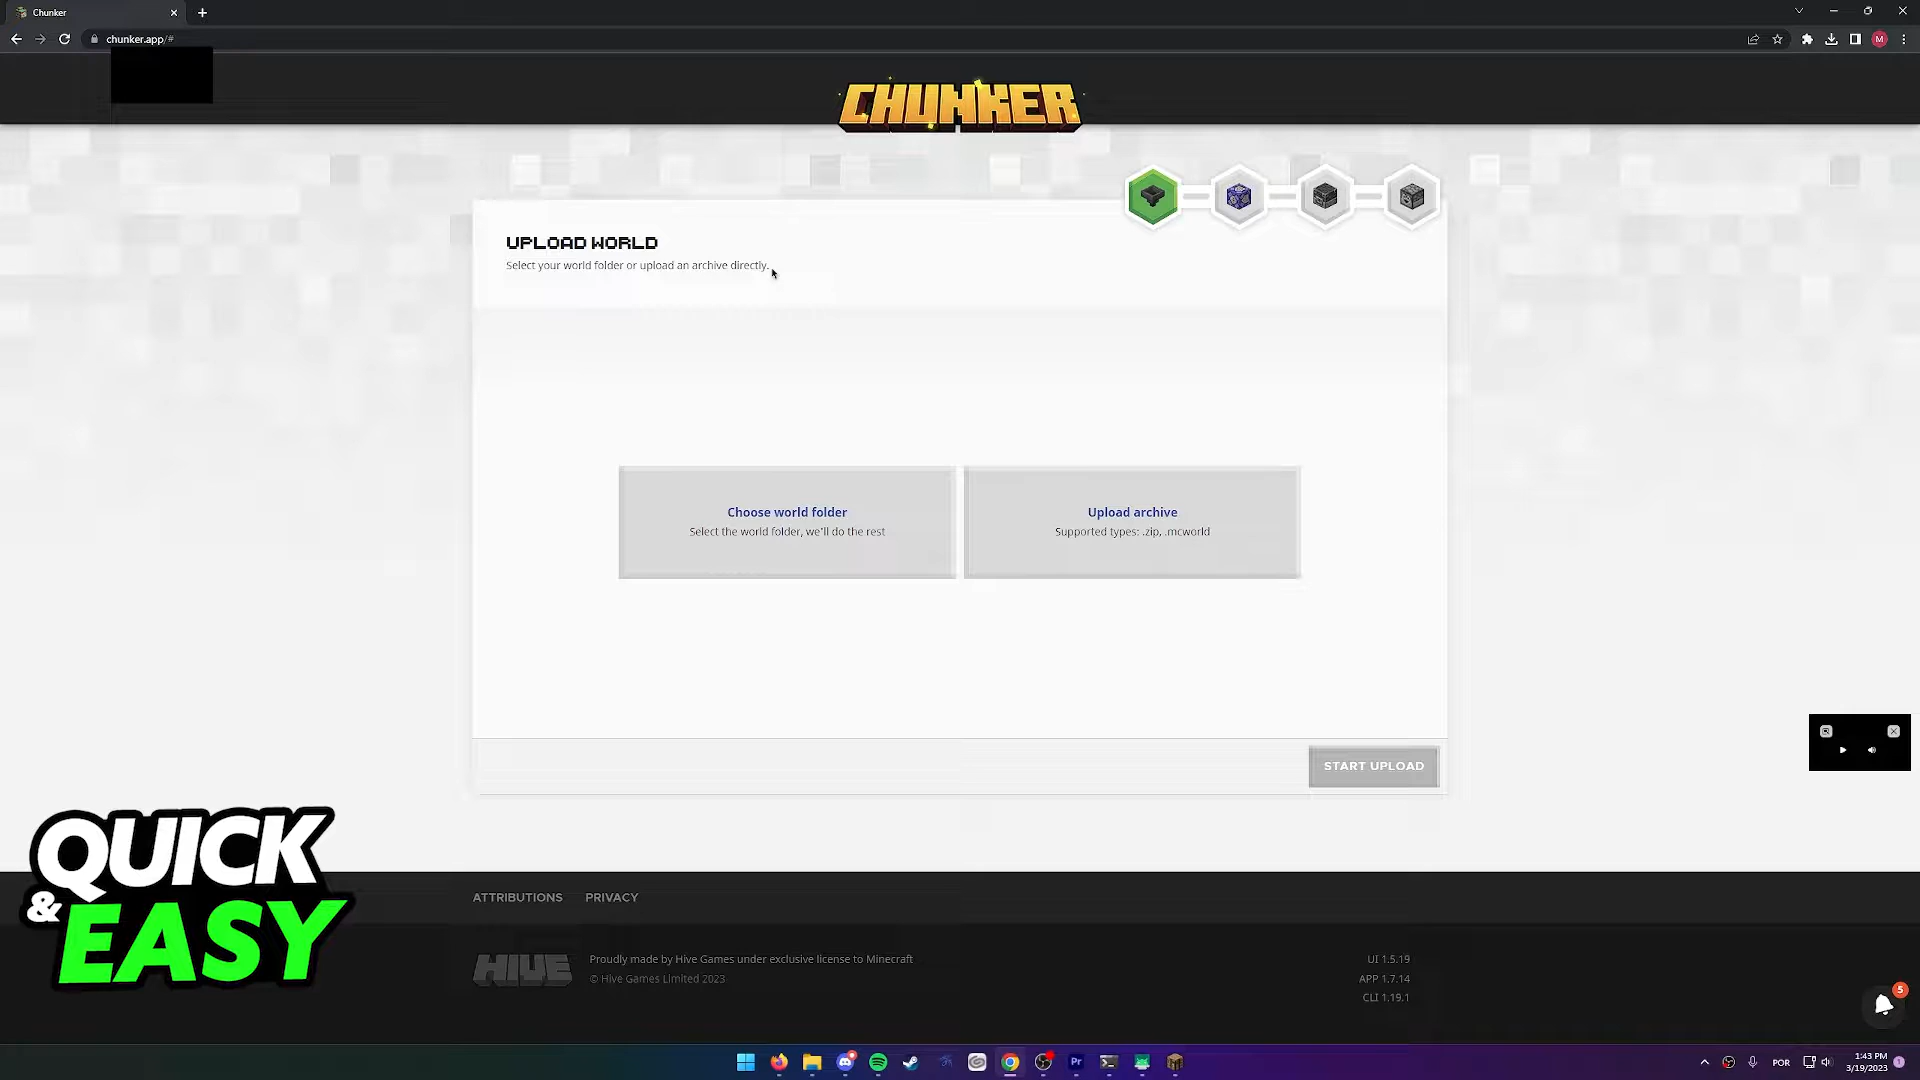 Chunker
chunker.app/#
M
CHUNKER
UPLOAD WORLD
Select your world folder or upload an archive directly.
Choose world folder
Select the world folder, we'll do the rest
Upload archive
Supported types: .zip, .mcworld
START UPLOAD
QUICK
& EASY
ATTRIBUTIONS PRIVACY
HIVE
Proudly made by Hive Games under exclusive license to Minecraft
© Hive Games Limited 2023
UI 1.5.19
APP 1.7.14
CLI 1.19.1
5
Pr
POR
1:43 PM
3/19/2023
1